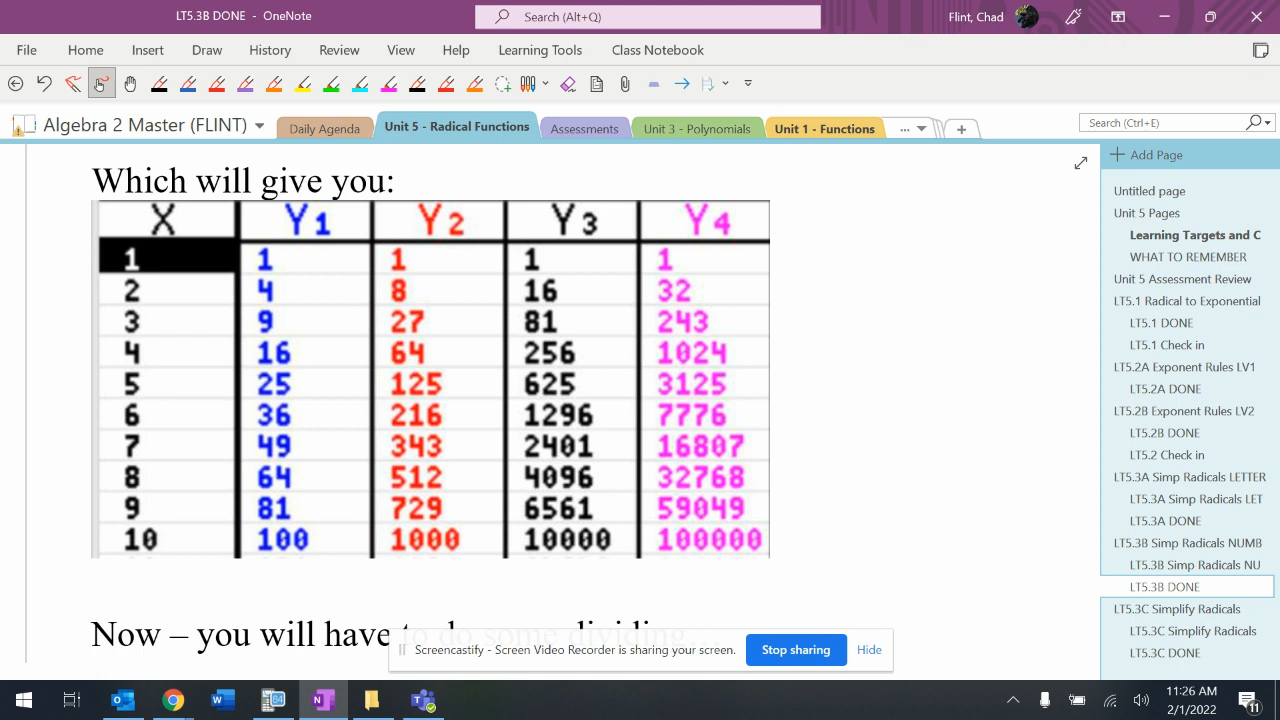 LT5.3B DONE - OneNote
Search (Alt+Q)
Flint, Chad
File Home Insert Draw History Review View Help Learning Tools Class Notebook
Algebra 2 Master (FLINT)
Daily Agenda
Unit 5 - Radical Functions
Assessments
Unit 3 - Polynomials
Unit 1 - Functions
...
Search (Ctrl+E)
Which will give you:
X Y1 Y2 Y3 Y4
1 1 1 1 1
2 4 8 16 32
3 9 27 81 243
4 16 64 256 1024
5 25 125 625 3125
6 36 216 1296 7776
7 49 343 2401 16807
8 64 512 4096 32768
9 81 729 6561 59049
10 100 1000 10000 100000
Now – you will have to do some dividing...
Screencastify - Screen Video Recorder is sharing your screen.
Stop sharing
Hide
Add Page
Untitled page
Unit 5 Pages
Learning Targets and C
WHAT TO REMEMBER
Unit 5 Assessment Review
LT5.1 Radical to Exponential
LT5.1 DONE
LT5.1 Check in
LT5.2A Exponent Rules LV1
LT5.2A DONE
LT5.2B Exponent Rules LV2
LT5.2B DONE
LT5.2 Check in
LT5.3A Simp Radicals LETTER
LT5.3A Simp Radicals LET
LT5.3A DONE
LT5.3B Simp Radicals NUMB
LT5.3B Simp Radicals NU
LT5.3B DONE
LT5.3C Simplify Radicals
LT5.3C Simplify Radicals
LT5.3C DONE
11:26 AM
2/1/2022
11